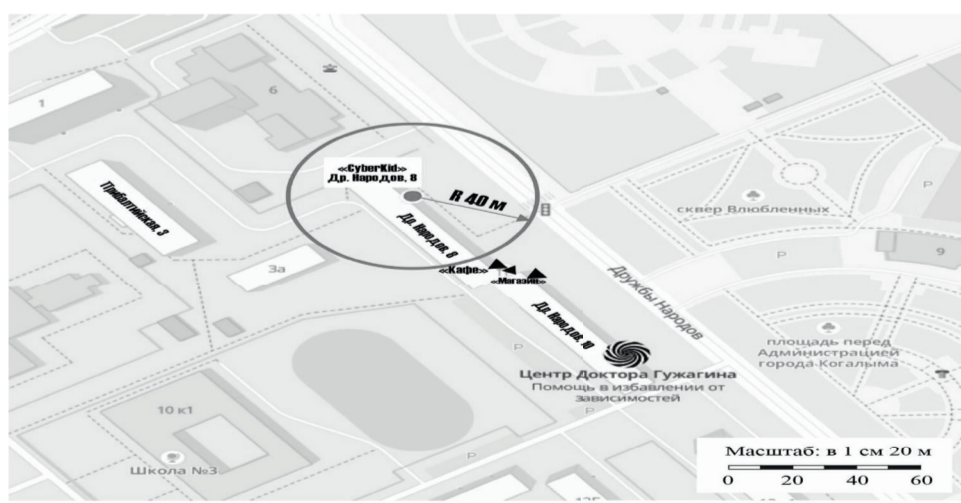 1
6
«CyberKid»
Др. Народов, 8
R 40 м
Прибалтийская, 3
Др. Народов, 8
3а
«Кафе»
«Магазин»
Др. Народов, 10
Дружбы Народов
P
сквер Влюбленных
P
9
площадь перед
Администрацией
города Когалыма
P
Центр Доктора Гужагина
Помощь в избавлении от
зависимостей
P
P
P
10 к1
Школа №3
Масштаб: в 1 см 20 м
0 20 40 60